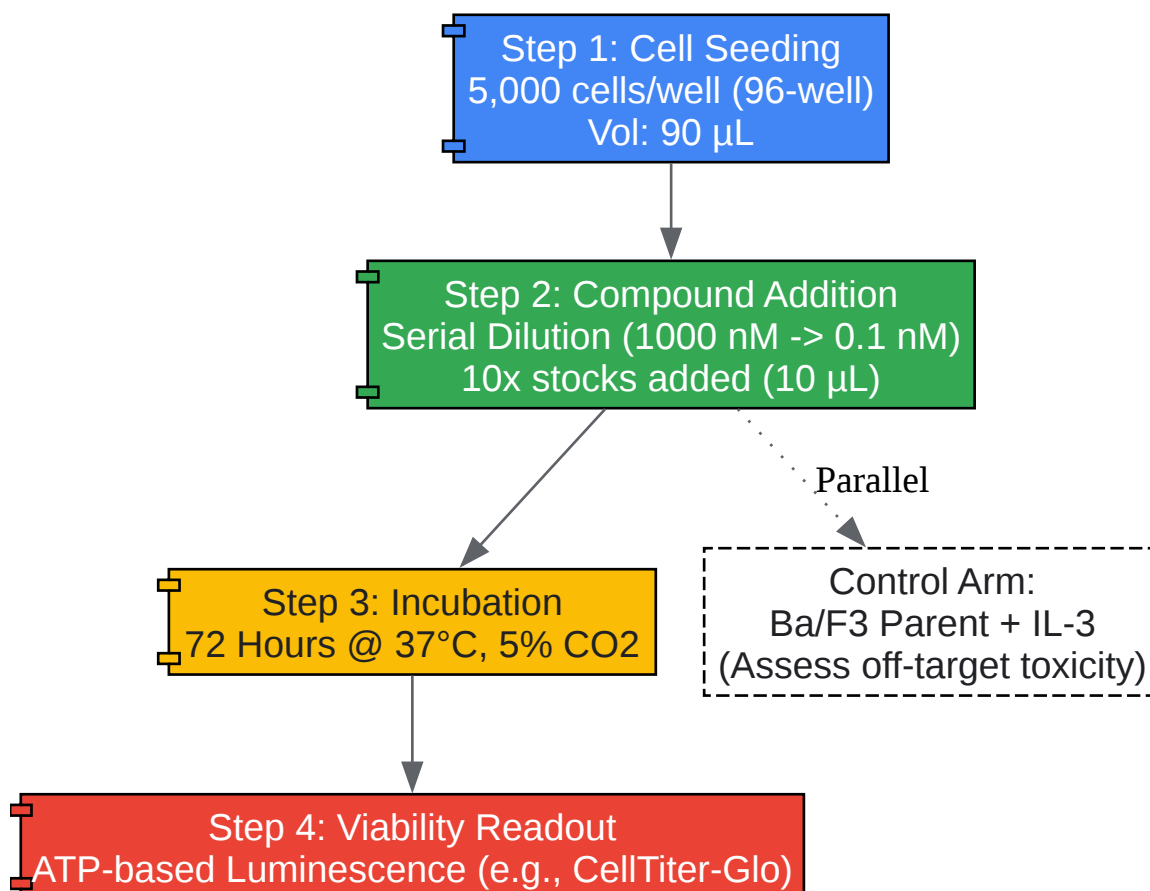 Step 1: Cell Seeding
5,000 cells/well (96-well)
Vol: 90 µL
Step 2: Compound Addition
Serial Dilution (1000 nM -> 0.1 nM)
10x stocks added (10 µL)
Parallel
Step 3: Incubation
72 Hours @ 37°C, 5% CO2
Control Arm:
Ba/F3 Parent + IL-3
(Assess off-target toxicity)
Step 4: Viability Readout
ATP-based Luminescence (e.g., CellTiter-Glo)